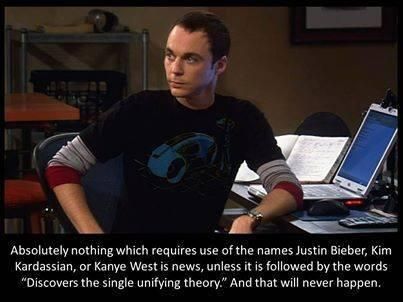 Absolutely nothing which requires use of the names Justin Bieber, Kim
Kardassian, or Kanye West is news, unless it is followed by the words
“Discovers the single unifying theory.” And that will never happen.